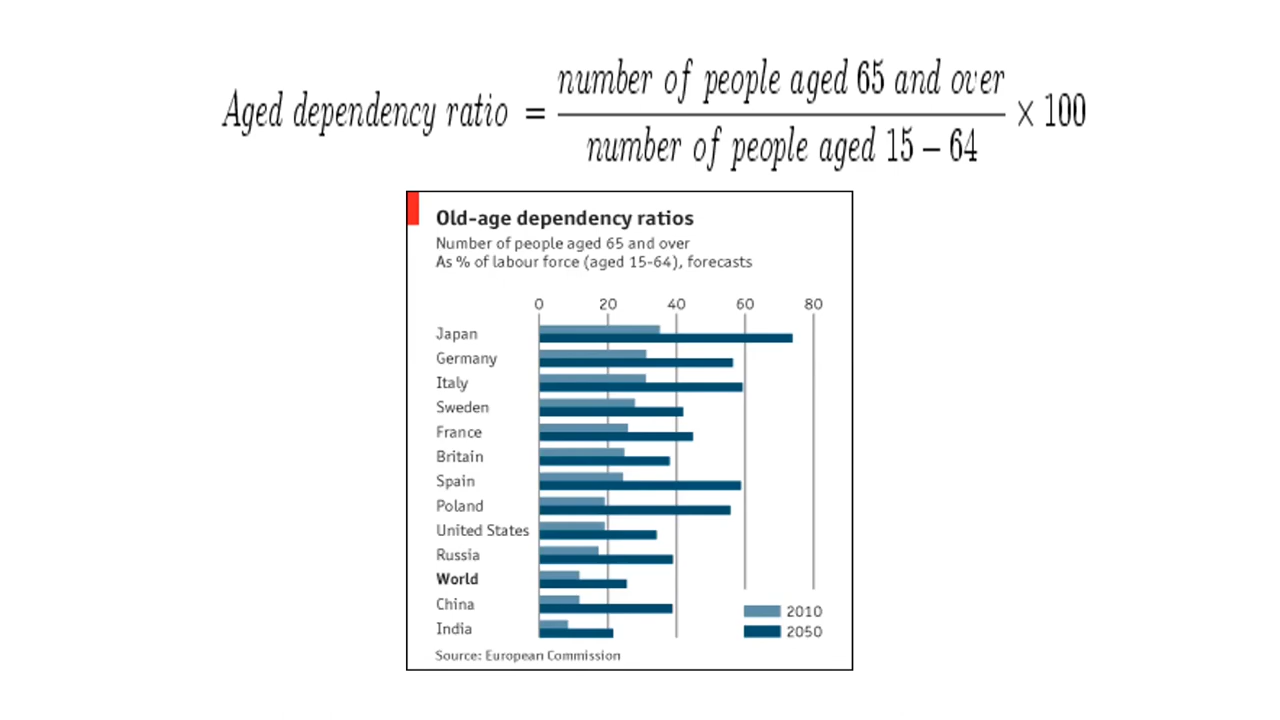 Aged dependency ratio = number of people aged 65 and over / number of people aged 15 – 64 × 100
Old-age dependency ratios
Number of people aged 65 and over
As % of labour force (aged 15-64), forecasts
0 20 40 60 80
Japan
Germany
Italy
Sweden
France
Britain
Spain
Poland
United States
Russia
World
China
India
2010
2050
Source: European Commission